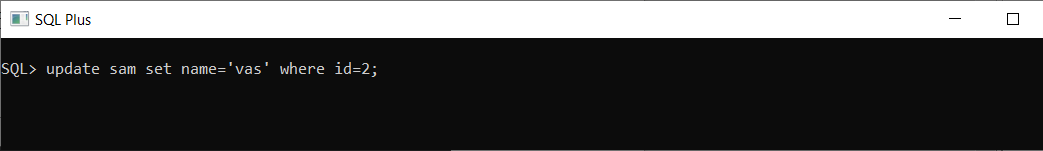 SQL Plus
SQL> update sam set name='vas' where id=2;